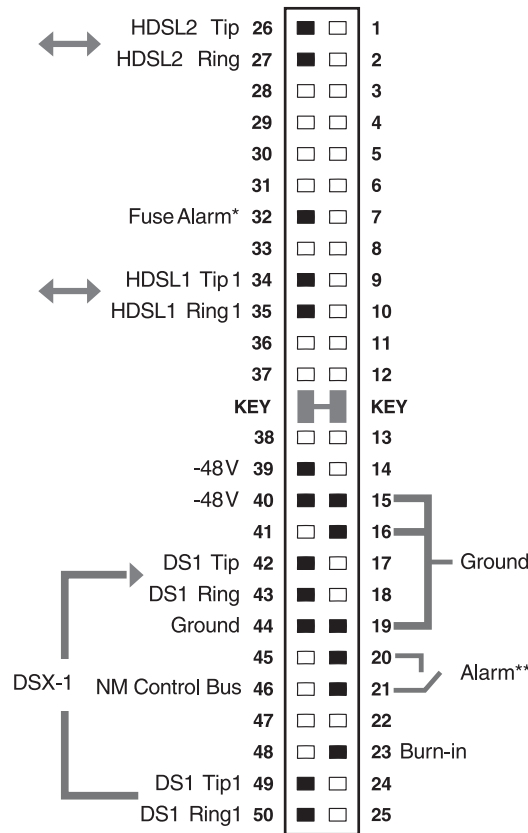 HDSL2 Tip 26 1
HDSL2 Ring 27 2
28 3
29 4
30 5
31 6
Fuse Alarm* 32 7
33 8
HDSL1 Tip 1 34 9
HDSL1 Ring 1 35 10
36 11
37 12
KEY KEY
38 13
-48V 39 14
-48V 40 15
41 16
DS1 Tip 42 17 Ground
DS1 Ring 43 18
Ground 44 19
45 20
DSX-1 NM Control Bus 46 21 Alarm**
47 22
48 23 Burn-in
DS1 Tip1 49 24
DS1 Ring1 50 25